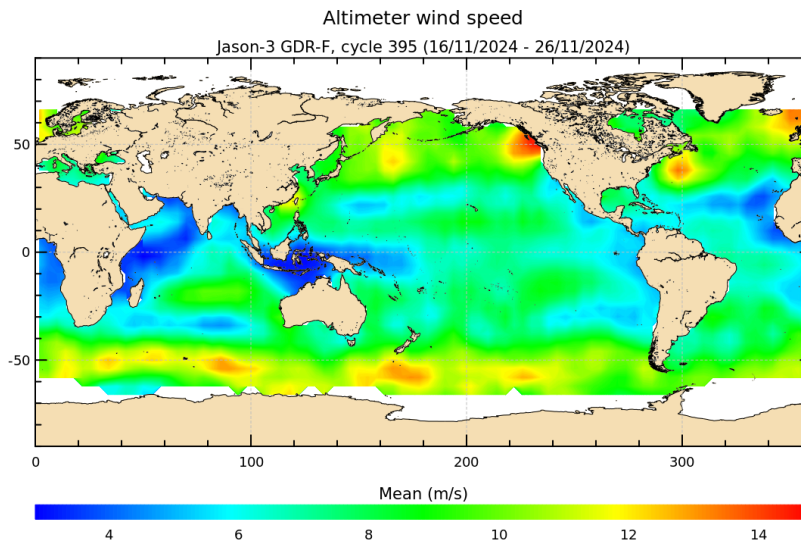 Altimeter wind speed
Jason-3 GDR-F, cycle 395 (16/11/2024 - 26/11/2024)
50
0
-50
0 100 200 300
Mean (m/s)
4 6 8 10 12 14